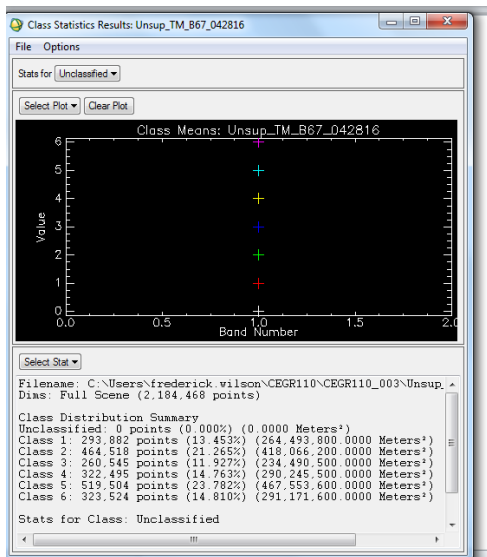 Class Statistics Results: Unsup_TM_B67_042816
File Options
Stats for Unclassified
Select Plot Clear Plot
Class Means: Unsup_TM_B67_042816
6
5
4
3
2
1
0
Value
0.0 0.5 1.0 1.5 2.0
Band Number
Select Stat
Filename: C:\Users\frederick.wilson\CEGR110\CEGR110_003\Unsup_
Dims: Full Scene (2,184,468 points)
Class Distribution Summary
Unclassified: 0 points (0.000%) (0.0000 Meters²)
Class 1: 293,882 points (13.453%) (264,493,800.0000 Meters²)
Class 2: 464,518 points (21.265%) (418,066,200.0000 Meters²)
Class 3: 260,545 points (11.927%) (234,490,500.0000 Meters²)
Class 4: 322,495 points (14.763%) (290,245,500.0000 Meters²)
Class 5: 519,504 points (23.782%) (467,553,600.0000 Meters²)
Class 6: 323,524 points (14.810%) (291,171,600.0000 Meters²)
Stats for Class: Unclassified